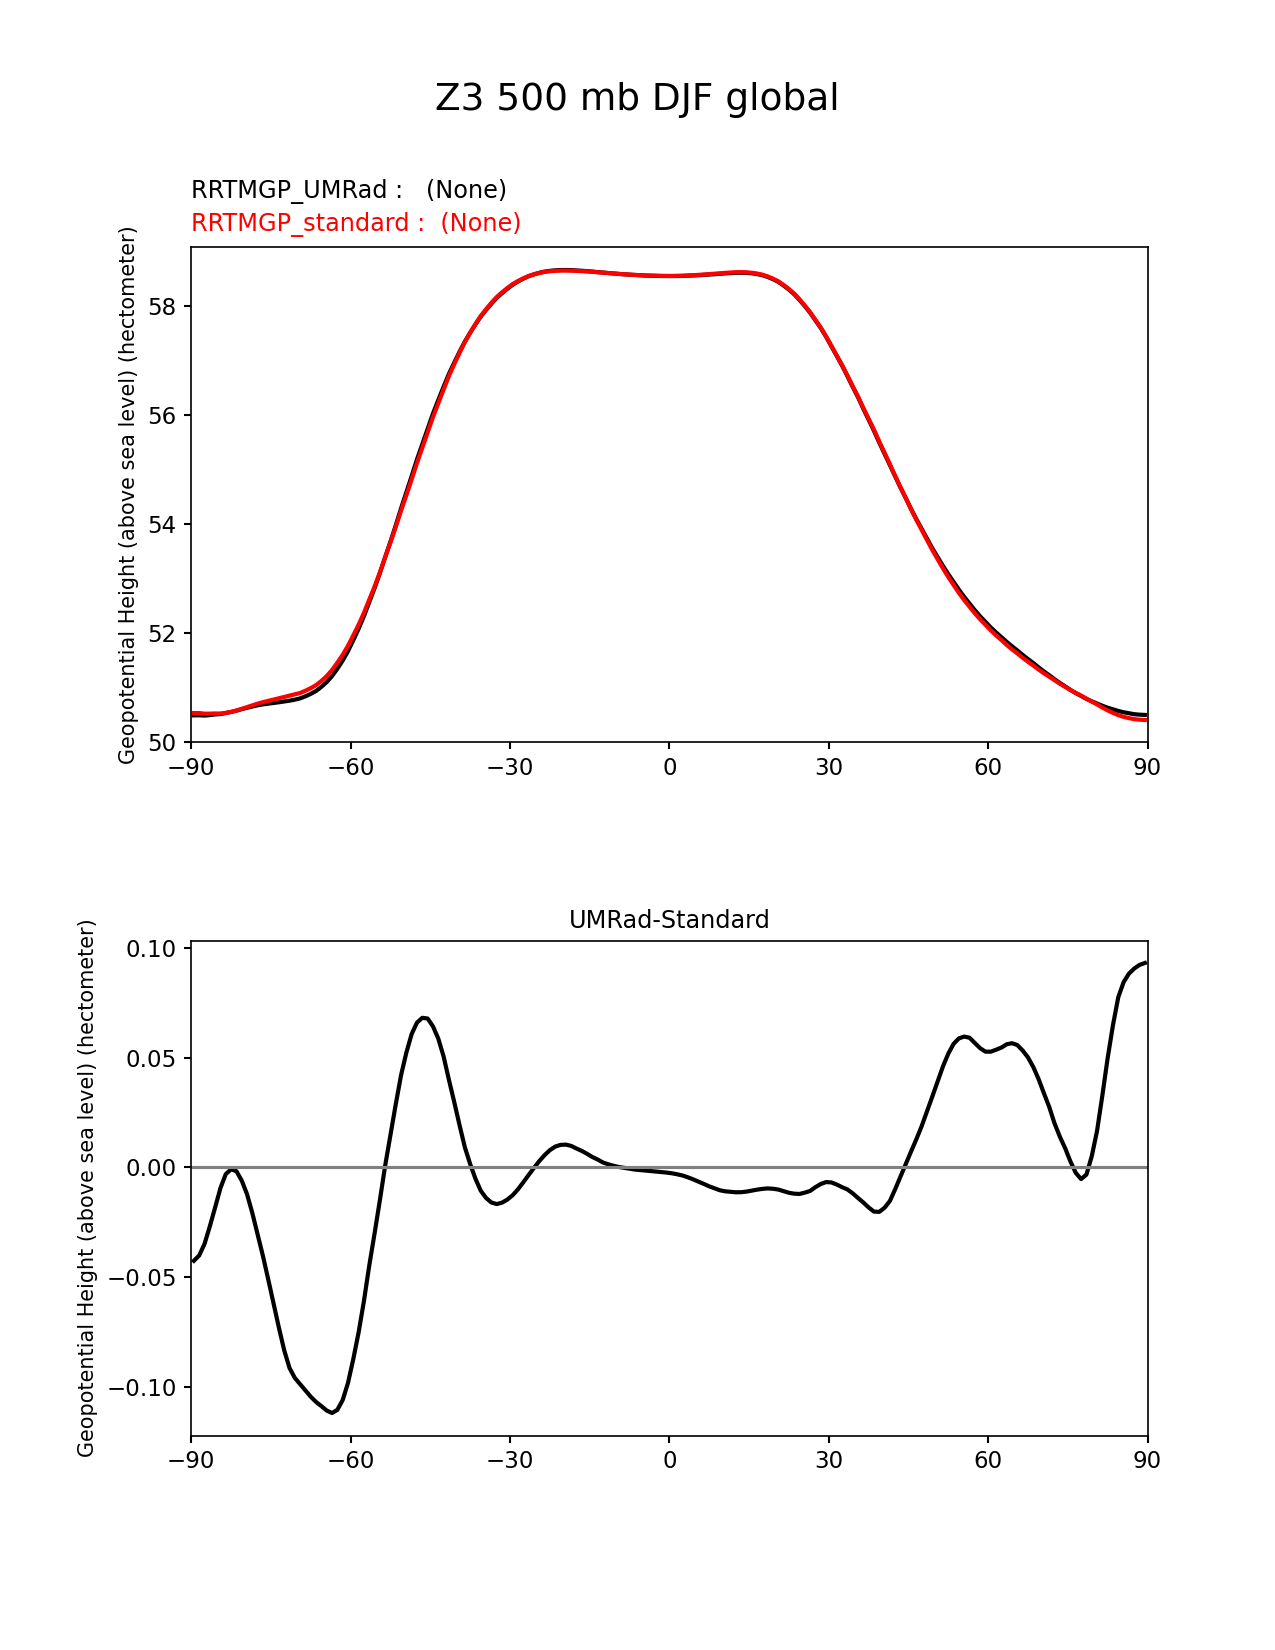 Z3 500 mb DJF global
RRTMGP_UMRad :   (None)
RRTMGP_standard :  (None)
Geopotential Height (above sea level) (hectometer)
58
56
54
52
50
−90 −60 −30 0 30 60 90
UMRad-Standard
Geopotential Height (above sea level) (hectometer)
0.10
0.05
0.00
−0.05
−0.10
−90 −60 −30 0 30 60 90